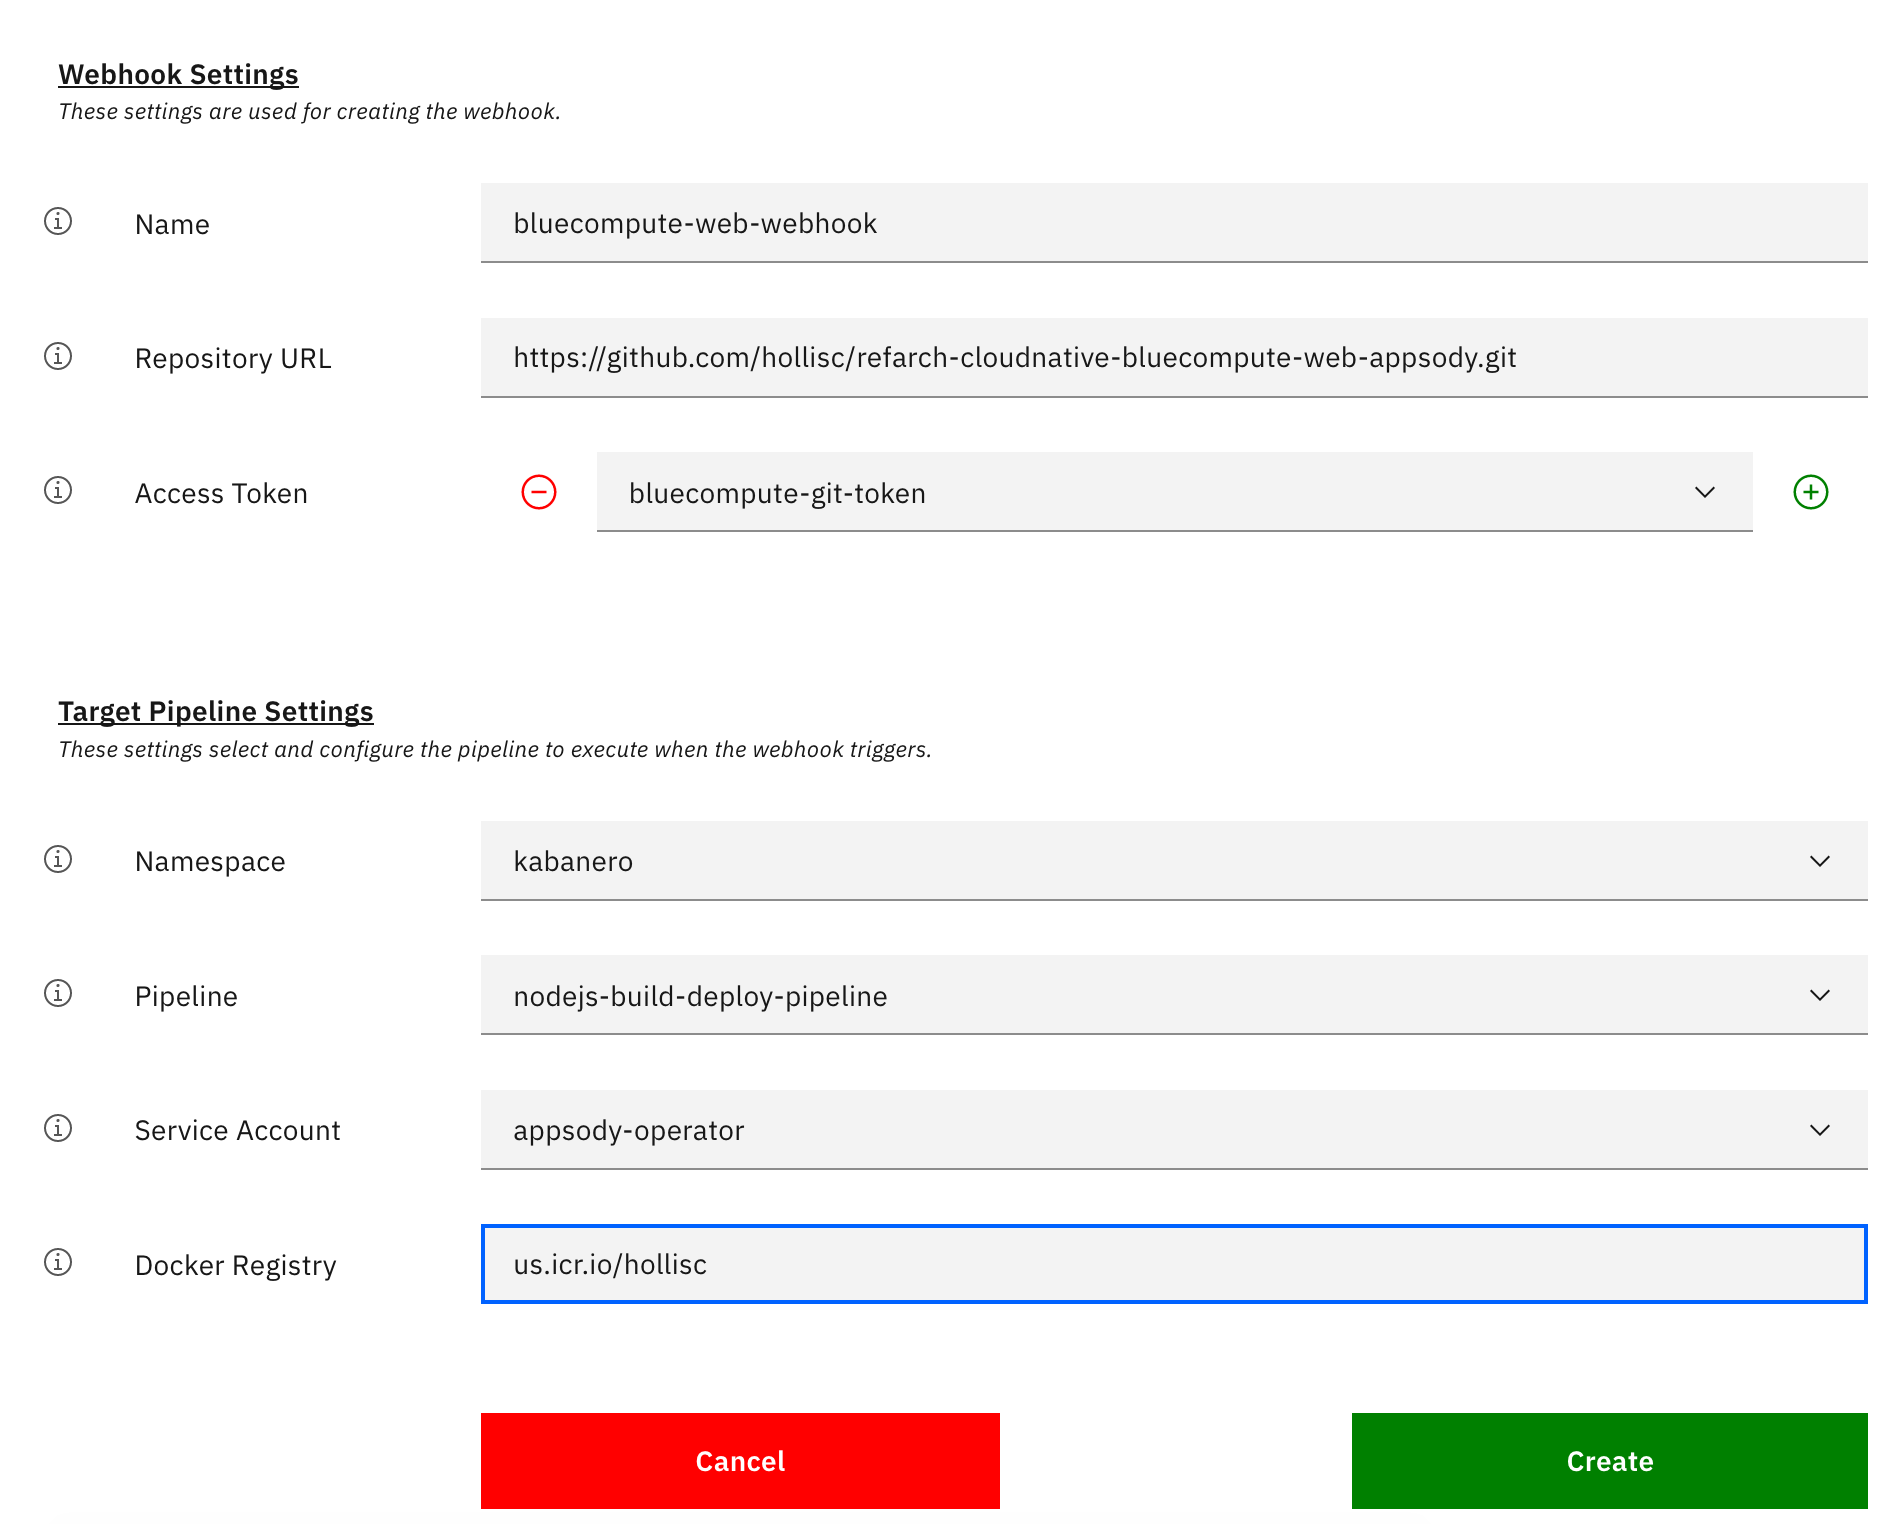 Webhook Settings
These settings are used for creating the webhook.
Name
bluecompute-web-webhook
Repository URL
https://github.com/hollisc/refarch-cloudnative-bluecompute-web-appsody.git
Access Token
bluecompute-git-token
Target Pipeline Settings
These settings select and configure the pipeline to execute when the webhook triggers.
Namespace
kabanero
Pipeline
nodejs-build-deploy-pipeline
Service Account
appsody-operator
Docker Registry
us.icr.io/hollisc
Cancel
Create